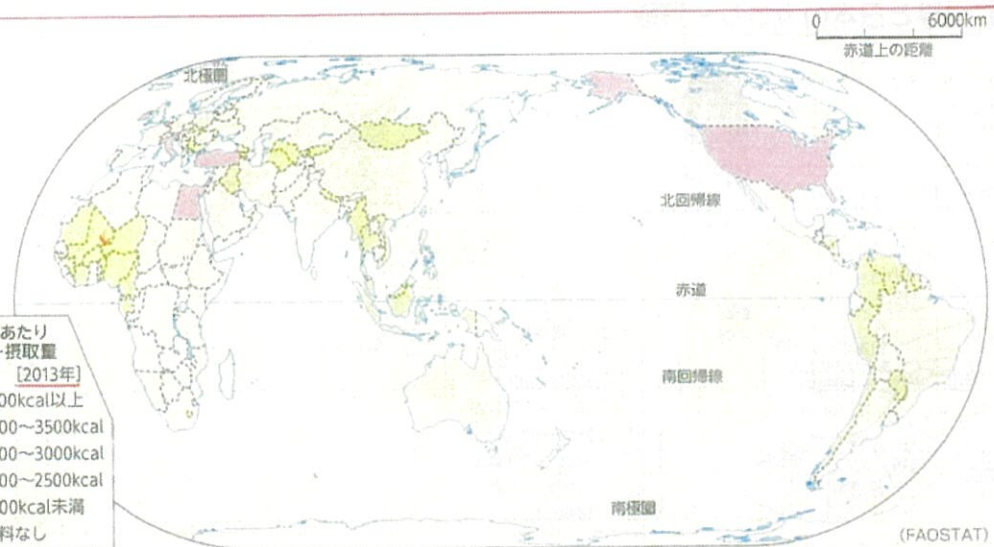 0 6000km
赤道上の距離
北極圏
北回帰線
赤道
南回帰線
南極圏
あたり
摂取量
[2013年]
00kcal以上
00～3500kcal
00～3000kcal
00～2500kcal
00kcal未満
料なし
(FAOSTAT)